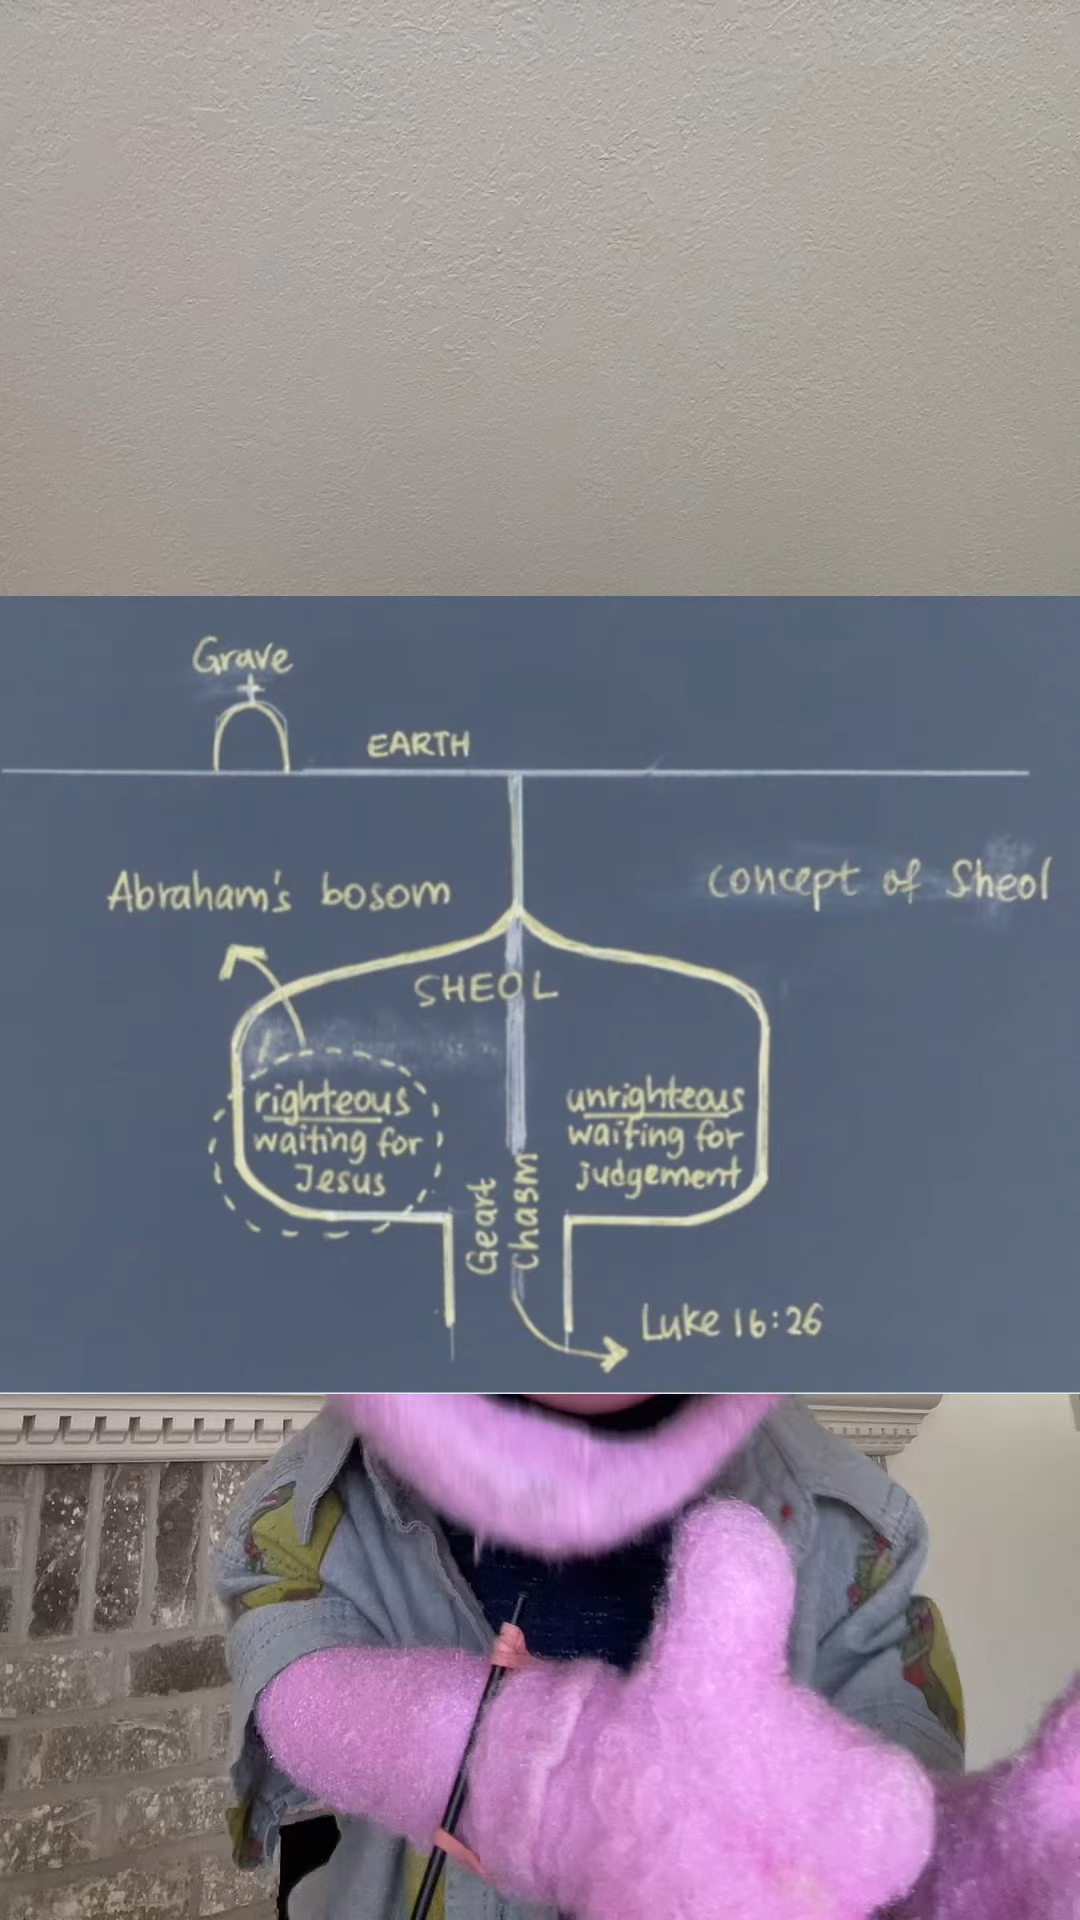 Grave
EARTH
Abraham's bosom
concept of Sheol
SHEOL
righteous
waiting for
Jesus
unrighteous
waiting for
judgement
Geart
Chasm
Luke 16:26